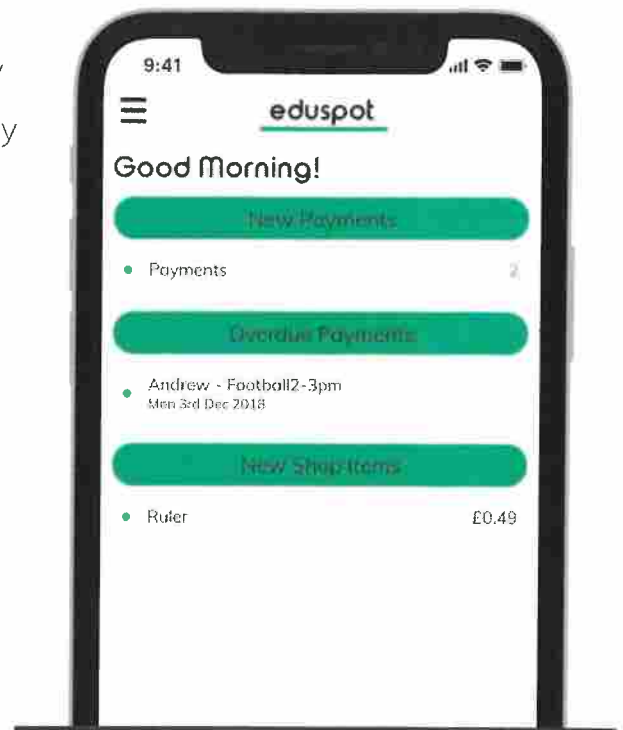 y
y
9:41
eduspot
Good Morning!
New Payments
Payments 2
Overdue Payments
Andrew - Football2-3pm
Mon 3rd Dec 2018
New Shop Items
Ruler £0.49